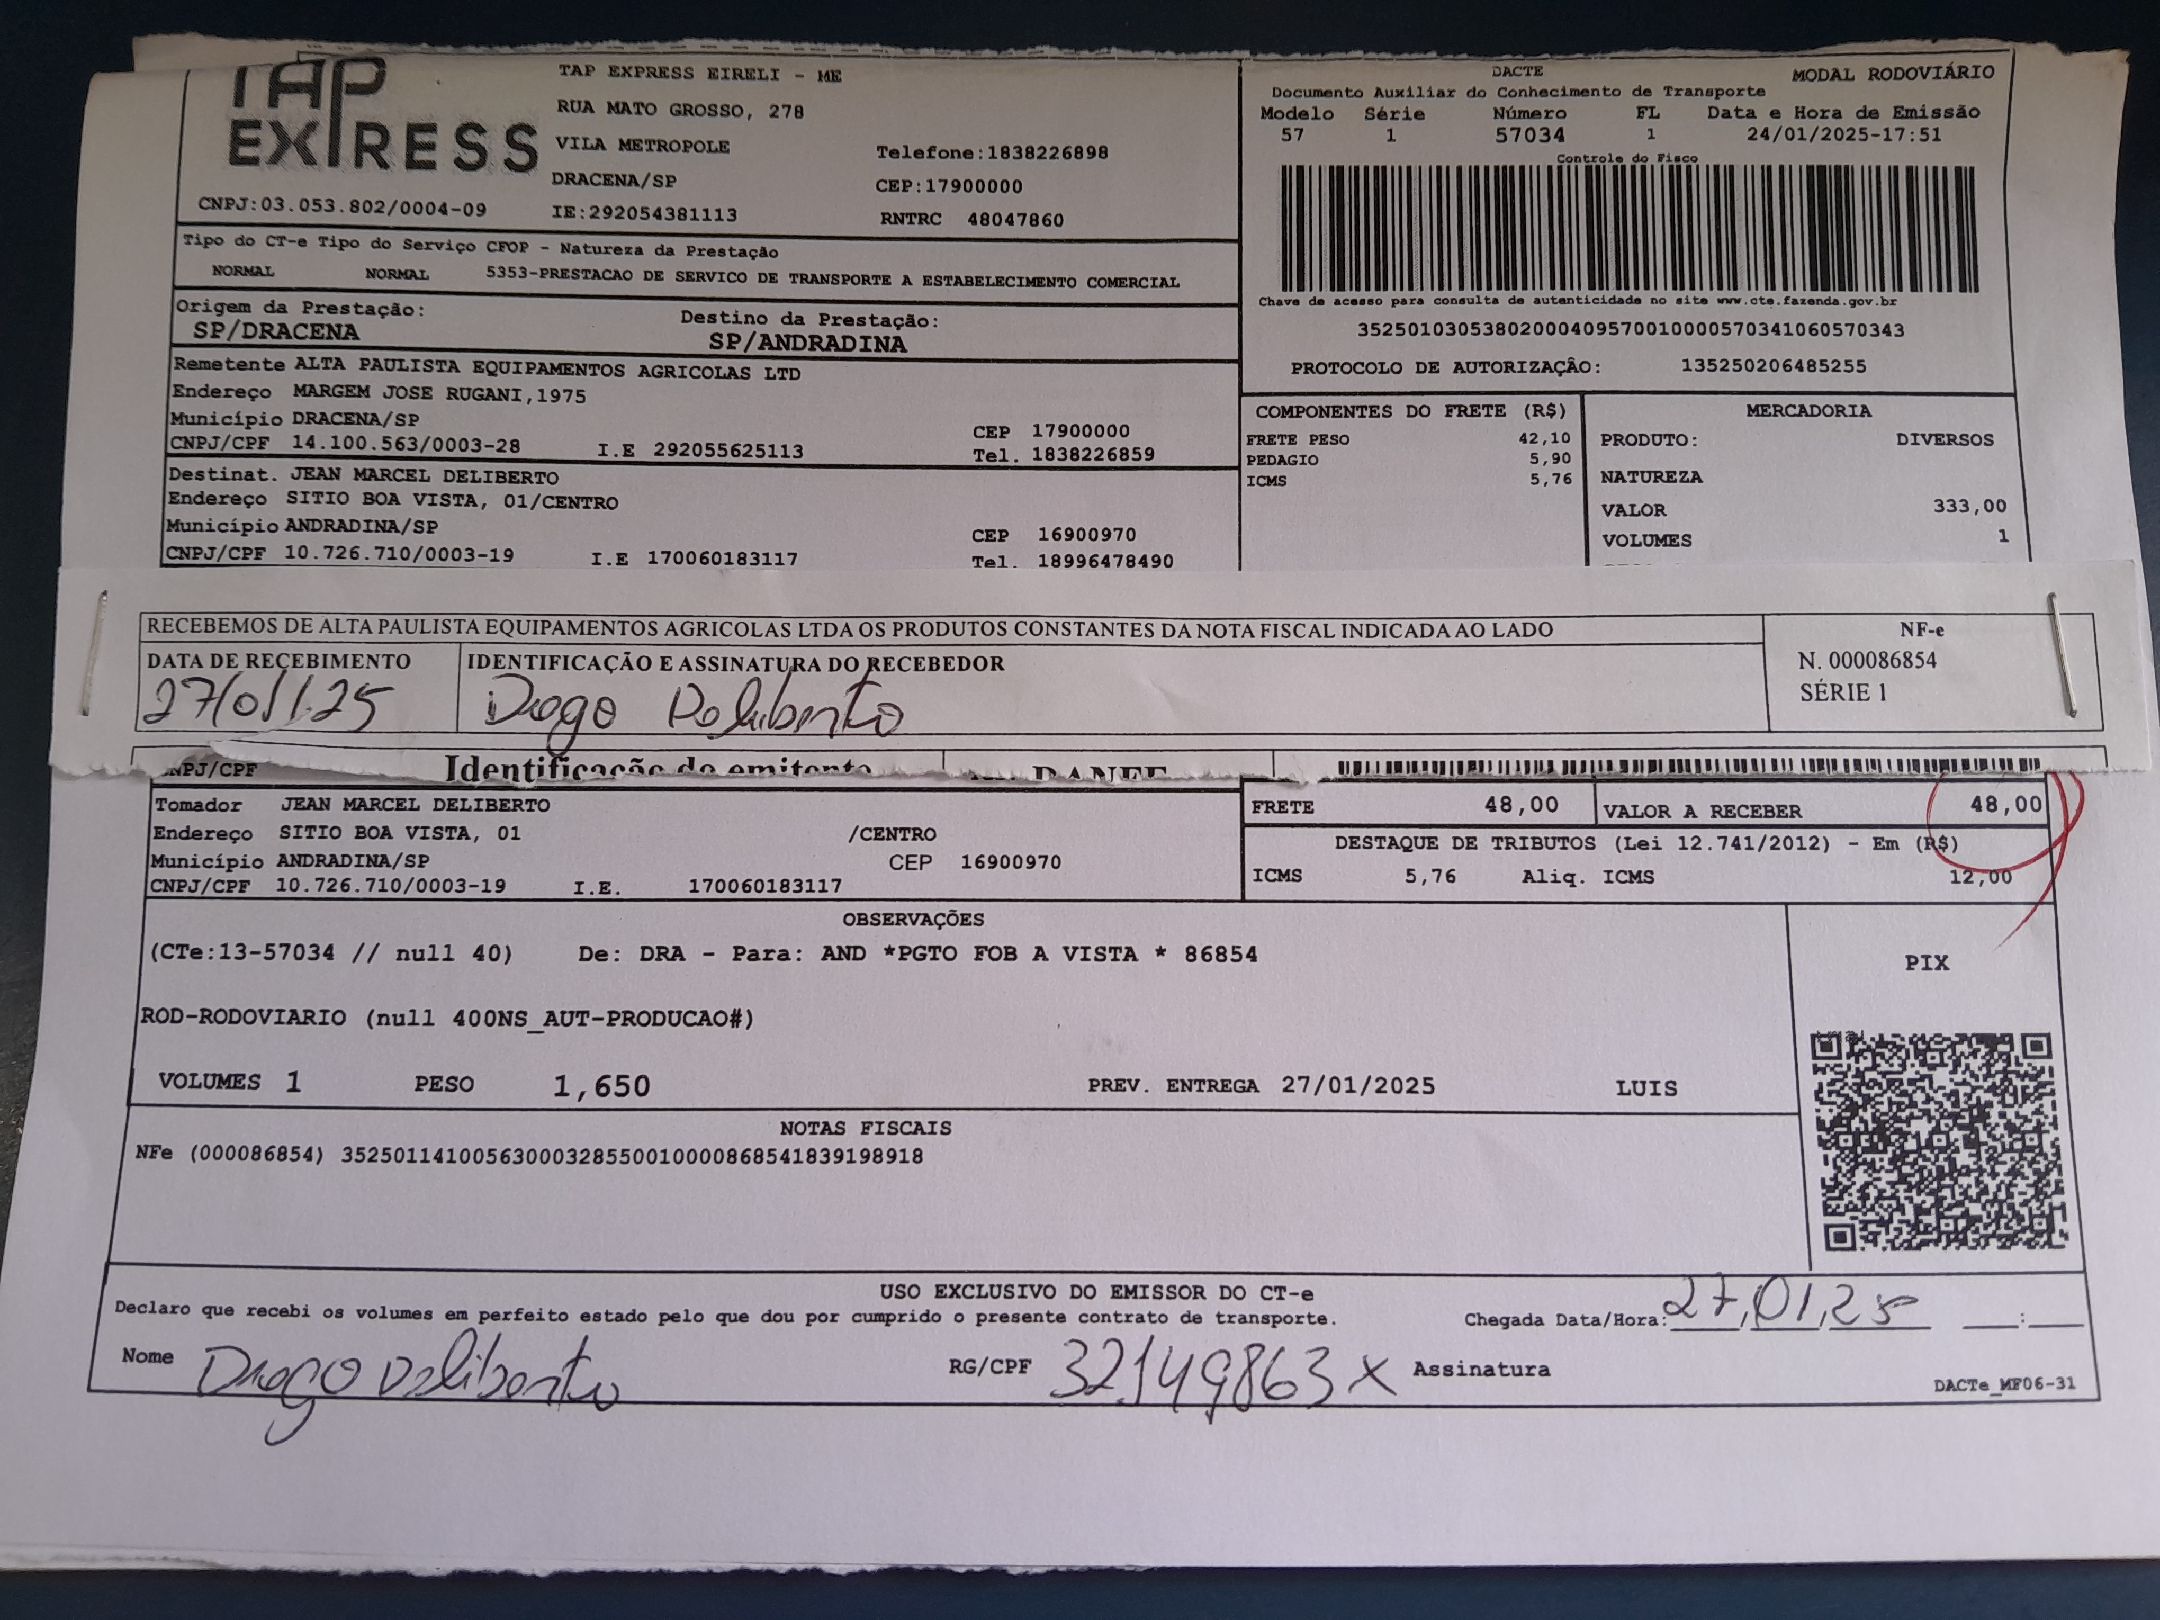 TAP EXPRESS
TAP EXPRESS EIRELI - ME
RUA MATO GROSSO, 278
VILA METROPOLE
Telefone:1838226898
DRACENA/SP
CEP:17900000
CNPJ:03.053.802/0004-09
IE:292054381113
RNTRC 48047860
DACTE
MODAL RODOVIÁRIO
Documento Auxiliar do Conhecimento de Transporte
Modelo Série Número FL Data e Hora de Emissão
57 1 57034 1 24/01/2025-17:51
Controle do Fisco
Chave de acesso para consulta de autenticidade no site www.cte.fazenda.gov.br
35250103053802000409570010000570341060570343
PROTOCOLO DE AUTORIZAÇÃO: 135250206485255
Tipo do CT-e Tipo do Serviço CFOP - Natureza da Prestação
NORMAL NORMAL 5353-PRESTACAO DE SERVICO DE TRANSPORTE A ESTABELECIMENTO COMERCIAL
Origem da Prestação:
SP/DRACENA
Destino da Prestação:
SP/ANDRADINA
Remetente ALTA PAULISTA EQUIPAMENTOS AGRICOLAS LTD
Endereço MARGEM JOSE RUGANI,1975
Município DRACENA/SP
CEP 17900000
CNPJ/CPF 14.100.563/0003-28 I.E 292055625113 Tel. 1838226859
Destinat. JEAN MARCEL DELIBERTO
Endereço SITIO BOA VISTA, 01/CENTRO
Município ANDRADINA/SP
CEP 16900970
CNPJ/CPF 10.726.710/0003-19 I.E 170060183117 Tel. 18996478490
COMPONENTES DO FRETE (R$)
FRETE PESO 42,10
PEDAGIO 5,90
ICMS 5,76
MERCADORIA
PRODUTO: DIVERSOS
NATUREZA
VALOR 333,00
VOLUMES 1
RECEBEMOS DE ALTA PAULISTA EQUIPAMENTOS AGRICOLAS LTDA OS PRODUTOS CONSTANTES DA NOTA FISCAL INDICADA AO LADO
DATA DE RECEBIMENTO
27/01/25
IDENTIFICAÇÃO E ASSINATURA DO RECEBEDOR
Diogo Deliberto
NF-e
N. 000086854
SÉRIE 1
CNPJ/CPF
Identificação do emitente
DANFE
Tomador JEAN MARCEL DELIBERTO
Endereço SITIO BOA VISTA, 01 /CENTRO
Município ANDRADINA/SP CEP 16900970
CNPJ/CPF 10.726.710/0003-19 I.E. 170060183117
FRETE 48,00
VALOR A RECEBER 48,00
DESTAQUE DE TRIBUTOS (Lei 12.741/2012) - Em (R$)
ICMS 5,76 Aliq. ICMS 12,00
OBSERVAÇÕES
(CTe:13-57034 // null 40) De: DRA - Para: AND *PGTO FOB A VISTA * 86854
ROD-RODOVIARIO (null 400NS_AUT-PRODUCAO#)
VOLUMES 1 PESO 1,650 PREV. ENTREGA 27/01/2025 LUIS
PIX
NOTAS FISCAIS
NFe (000086854) 35250114100563000328550010000868541839198918
USO EXCLUSIVO DO EMISSOR DO CT-e
Declaro que recebi os volumes em perfeito estado pelo que dou por cumprido o presente contrato de transporte.
Chegada Data/Hora: 27,01,25 __:__
Nome Diogo Deliberto
RG/CPF 32149863X
Assinatura
DACTe_MF06-31